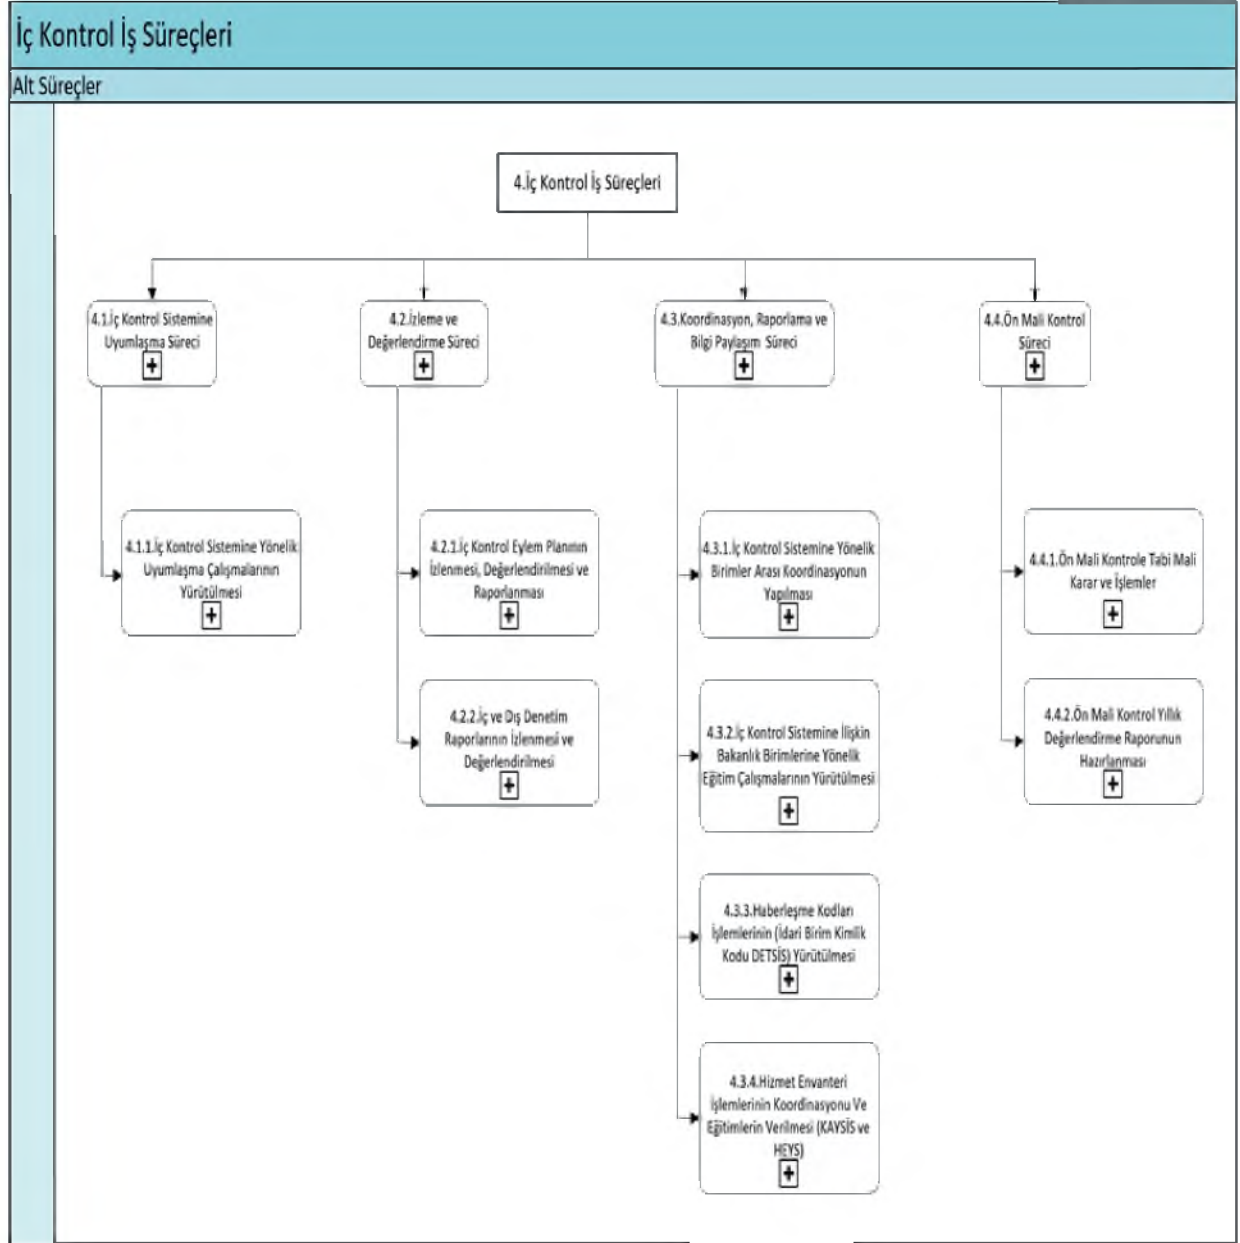 İç Kontrol İş Süreçleri
Alt Süreçler
4.İç Kontrol İş Süreçleri
4.1.İç Kontrol Sistemine
Uyumlaşma Süreci
4.2.İzleme ve
Değerlendirme Süreci
4.3.Koordinasyon, Raporlama ve
Bilgi Paylaşım Süreci
4.4.Ön Mali Kontrol
Süreci
4.1.1.İç Kontrol Sistemine Yönelik
Uyumlaşma Çalışmalarının
Yürütülmesi
4.2.1.İç Kontrol Eylem Planının
İzlenmesi, Değerlendirilmesi ve
Raporlanması
4.3.1.İç Kontrol Sistemine Yönelik
Birimler Arası Koordinasyonun
Yapılması
4.4.1.Ön Mali Kontrole Tabi Mali
Karar ve İşlemler
4.2.2.İç ve Dış Denetim
Raporlarının İzlenmesi ve
Değerlendirilmesi
4.3.2.İç Kontrol Sistemine İlişkin
Bakanlık Birimlerine Yönelik
Eğitim Çalışmalarının Yürütülmesi
4.4.2.Ön Mali Kontrol Yıllık
Değerlendirme Raporunun
Hazırlanması
4.3.3.Haberleşme Kodları
İşlemlerinin (İdari Birim Kimlik
Kodu DETSİS) Yürütülmesi
4.3.4.Hizmet Envanteri
İşlemlerinin Koordinasyonu Ve
Eğitimlerin Verilmesi (KAYSİS ve
HEYS)